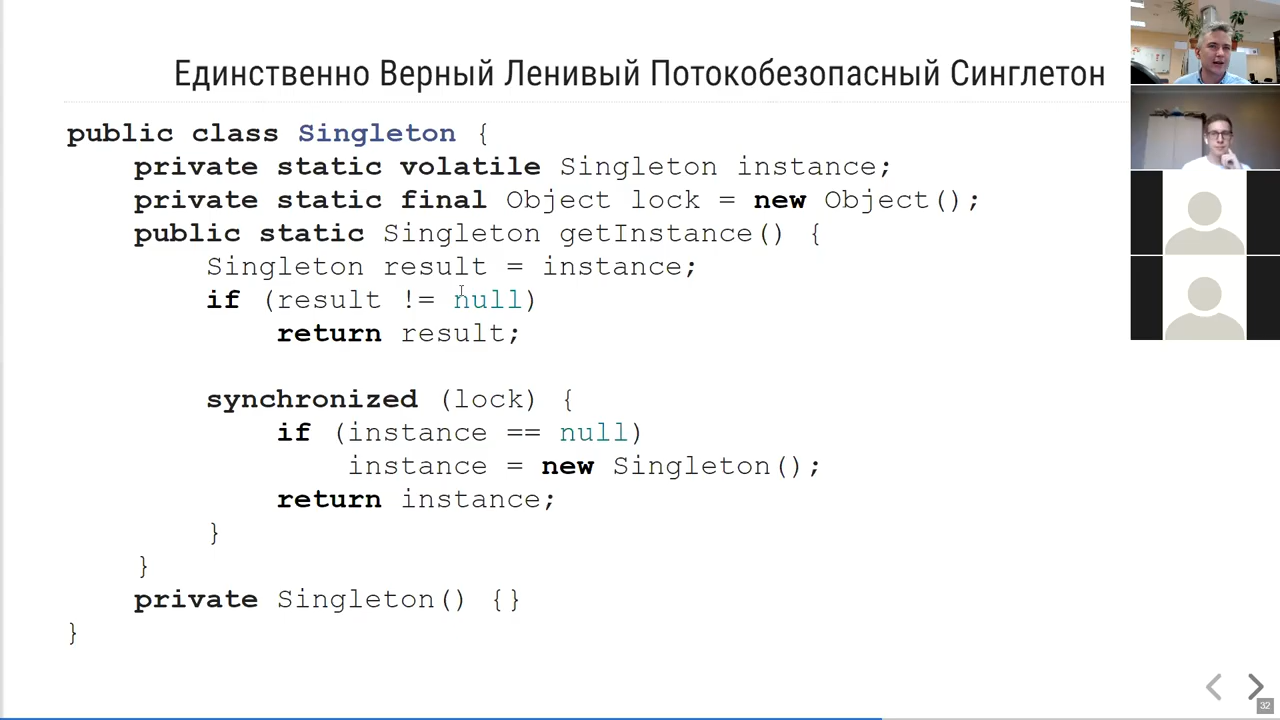 Единственно Верный Ленивый Потокобезопасный Синглетон
public class Singleton {
private static volatile Singleton instance;
private static final Object lock = new Object();
public static Singleton getInstance() {
Singleton result = instance;
if (result != null)
return result;
synchronized (lock) {
if (instance == null)
instance = new Singleton();
return instance;
}
}
private Singleton() {}
}
32